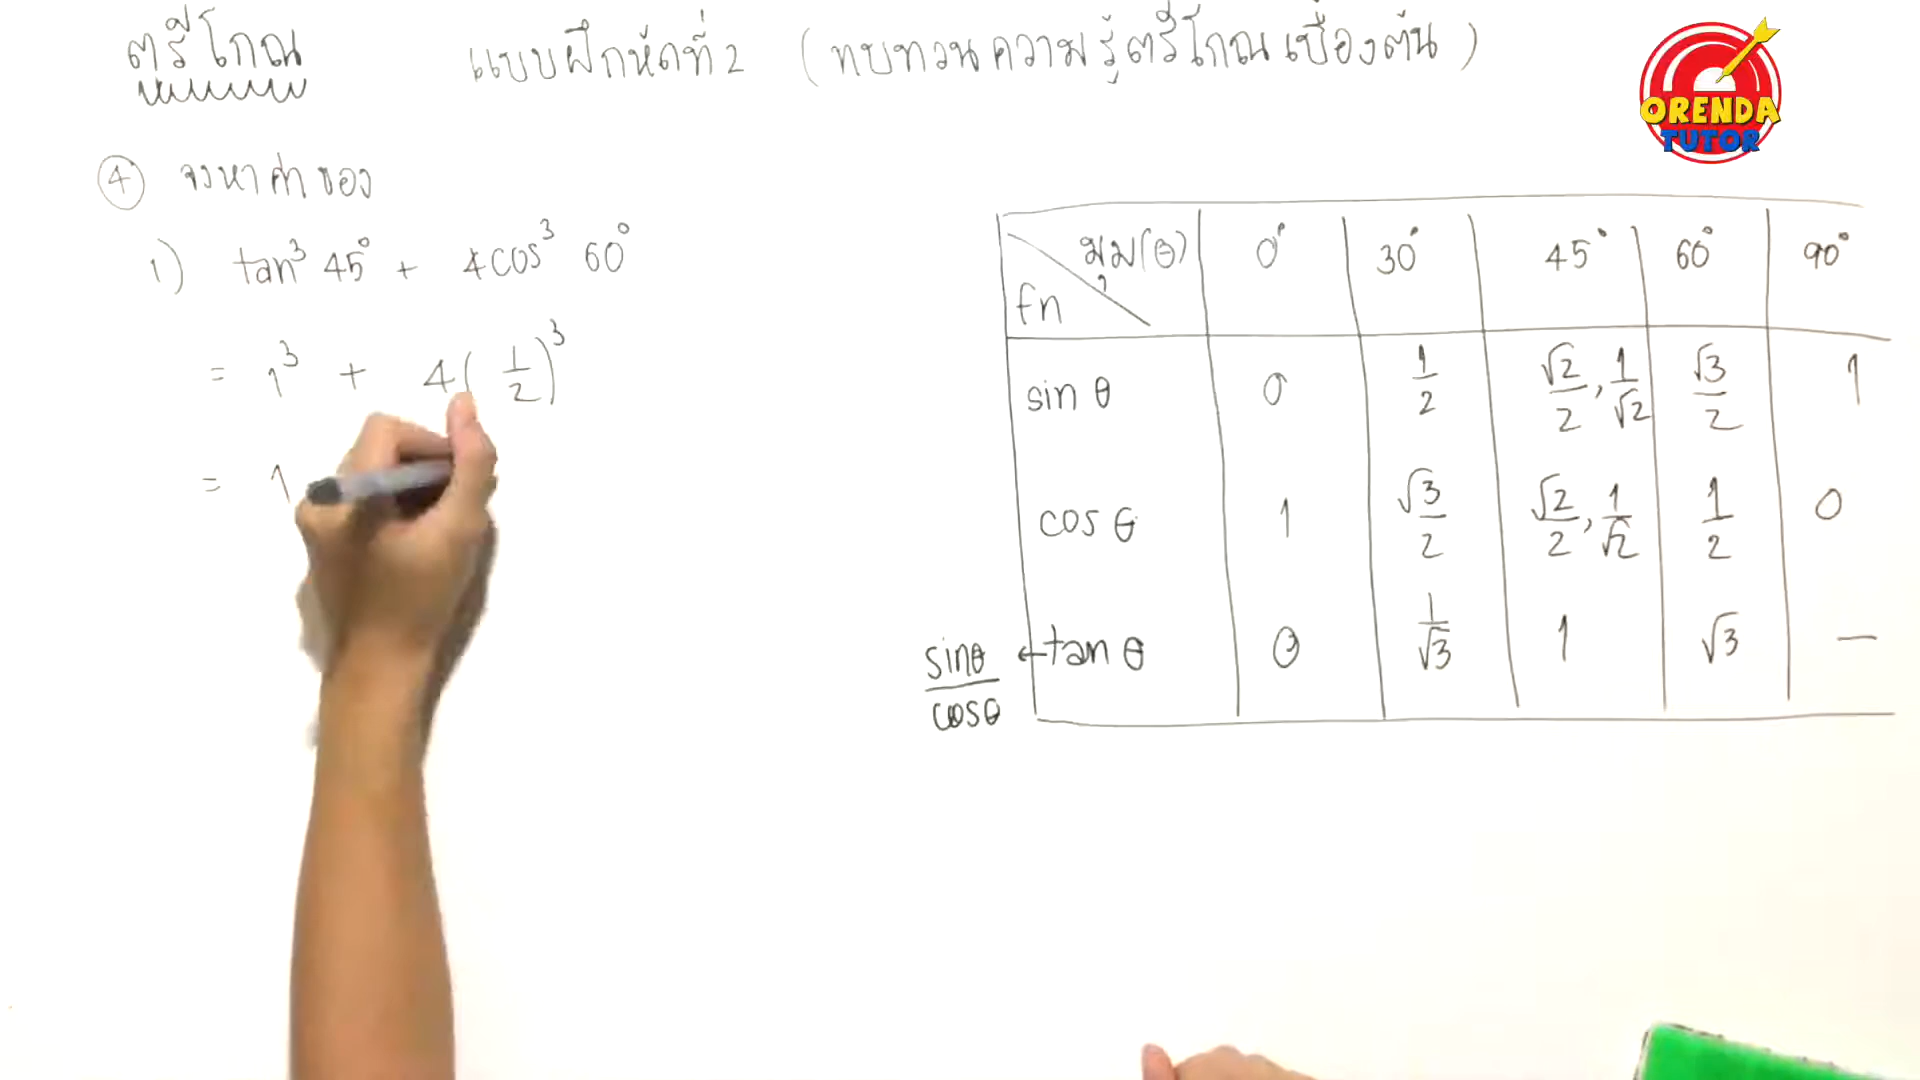 ตรีโกณ แบบฝึกหัดที่ 2 (ทบทวนความรู้ตรีโกณเบื้องต้น)
ORENDA
TUTOR
④ จงหาค่าของ
1) tan³ 45° + 4cos³ 60°
= 1³ + 4(1/2)³
= 1
มุม(θ) 0° 30° 45° 60° 90°
fn
sin θ 0 1/2 √2/2, 1/√2 √3/2 1
cos θ 1 √3/2 √2/2, 1/√2 1/2 0
sinθ/cosθ ← tan θ 0 1/√3 1 √3 —